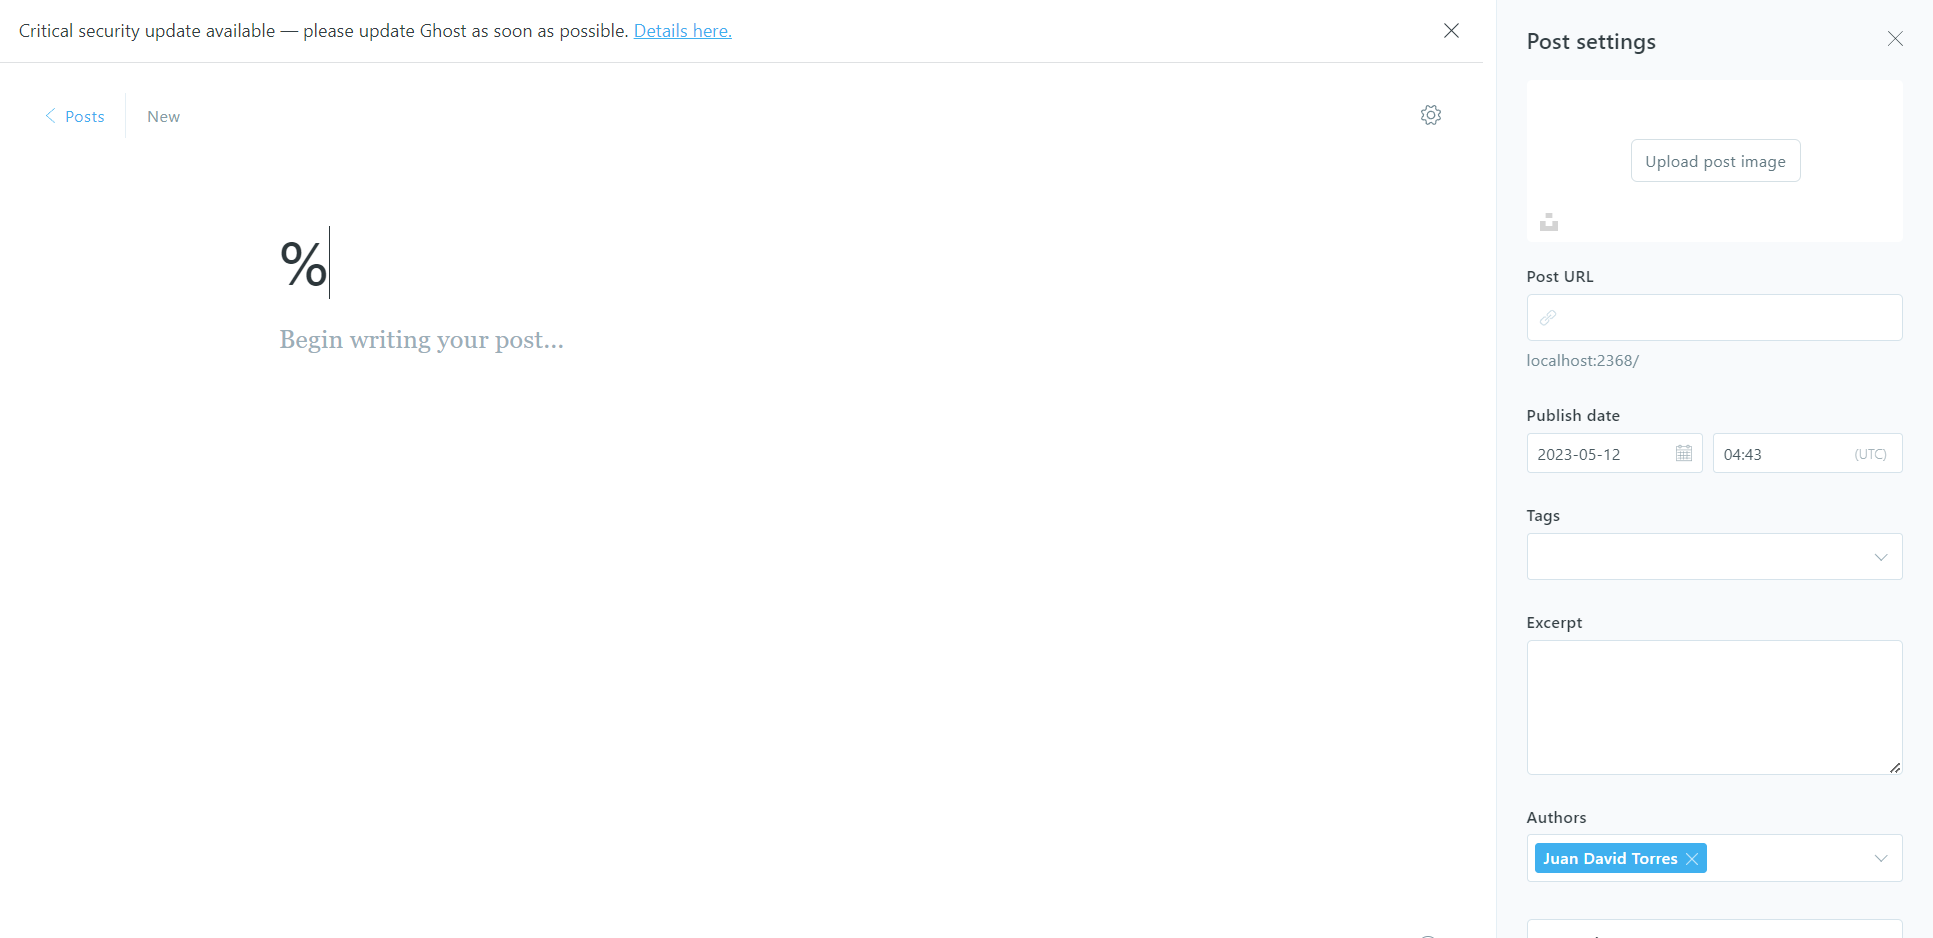 Critical security update available — please update Ghost as soon as possible. Details here.
Posts
New
%
Begin writing your post...
Post settings
Upload post image
Post URL
localhost:2368/
Publish date
2023-05-12
04:43 (UTC)
Tags
Excerpt
Authors
Juan David Torres